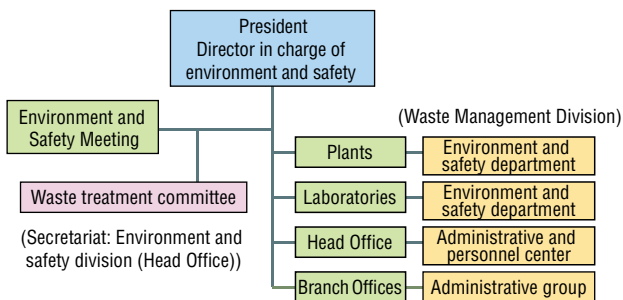 President
Director in charge of
environment and safety
Environment and
Safety Meeting
(Waste Management Division)
Plants
Environment and
safety department
Waste treatment committee
Laboratories
Environment and
safety department
(Secretariat: Environment and
safety division (Head Office))
Head Office
Administrative and
personnel center
Branch Offices
Administrative group